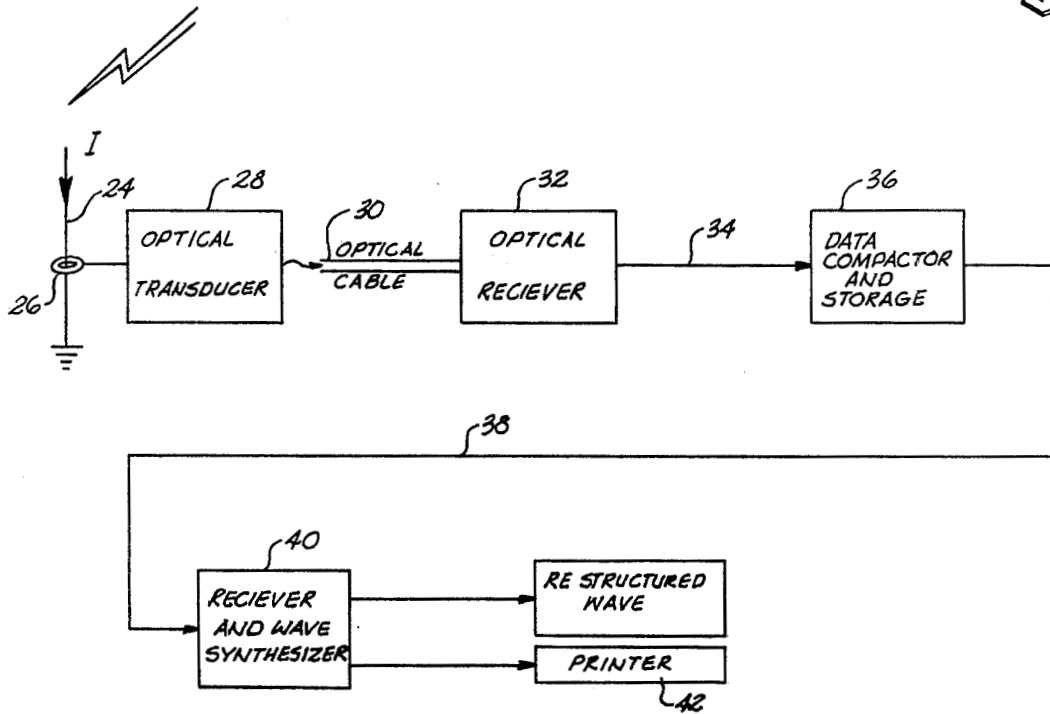 I
24
26
28
OPTICAL
TRANSDUCER
30
OPTICAL
CABLE
32
OPTICAL
RECIEVER
34
36
DATA
COMPACTOR
AND
STORAGE
38
40
RECIEVER
AND WAVE
SYNTHESIZER
RE STRUCTURED
WAVE
PRINTER
42